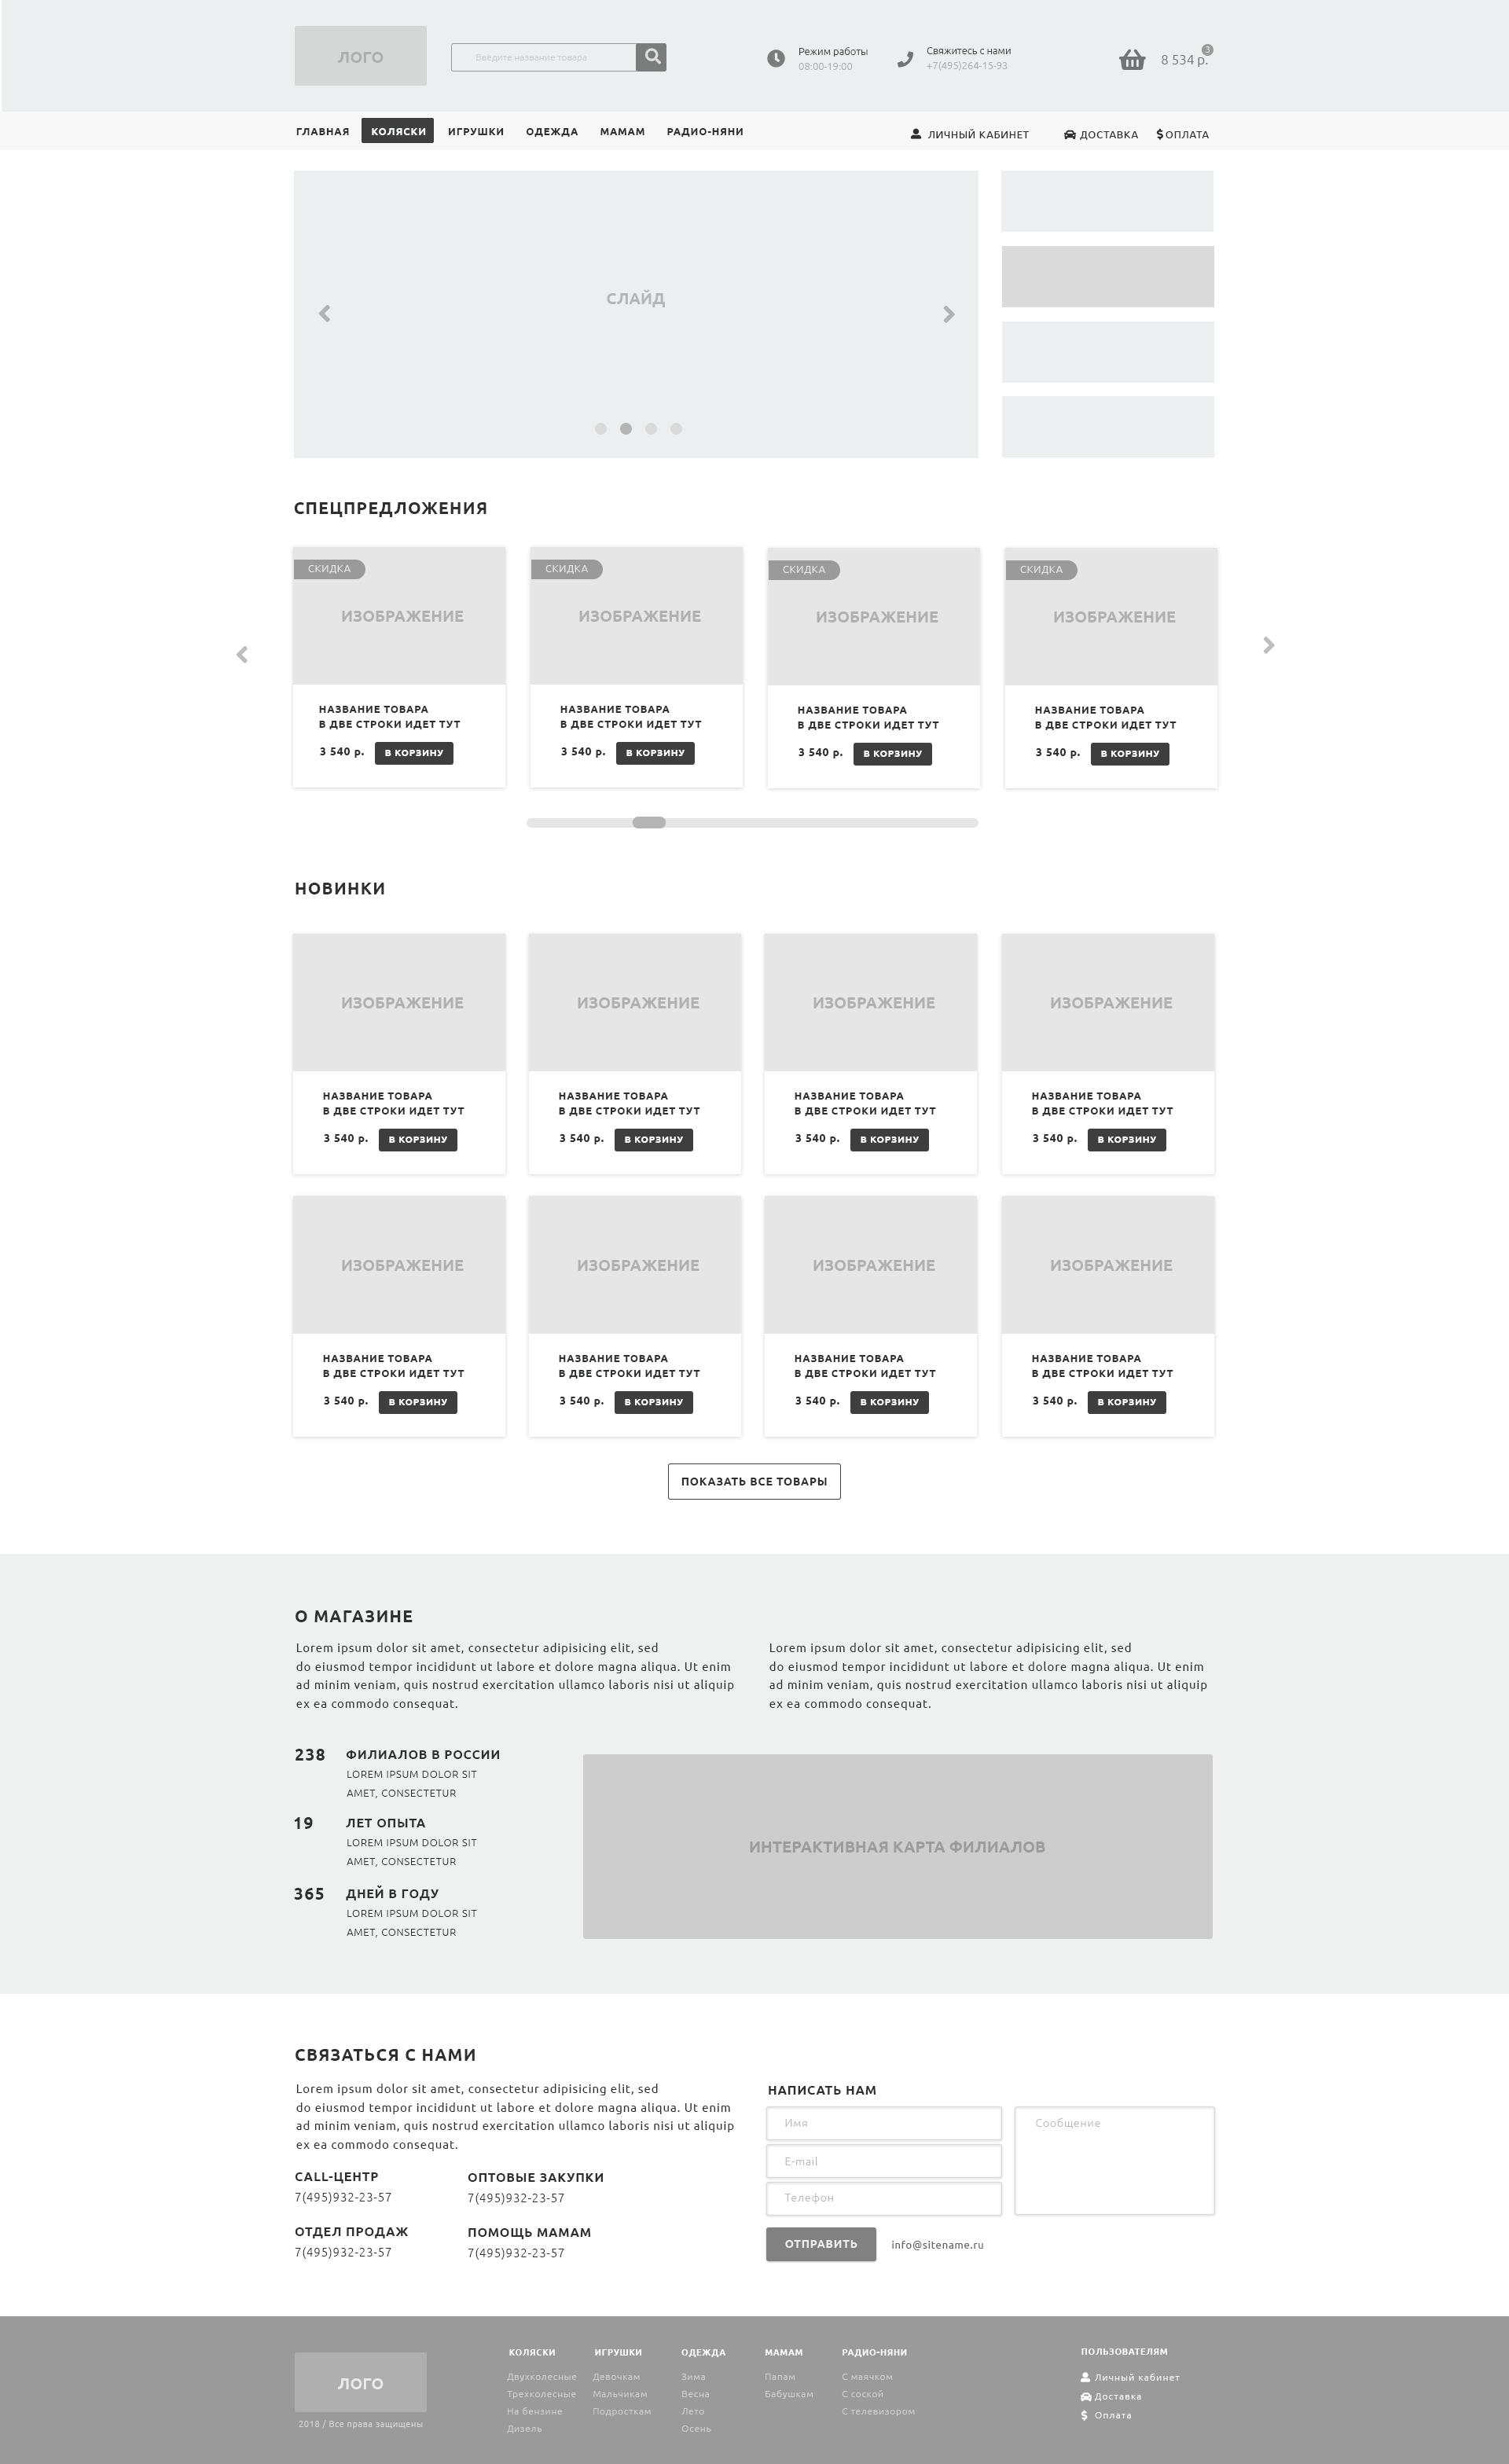 ЛОГО
Введите название товара
Режим работы
08:00-19:00
Свяжитесь с нами
+7(495)264-15-93
3
8 534 р.
ГЛАВНАЯ КОЛЯСКИ ИГРУШКИ ОДЕЖДА МАМАМ РАДИО-НЯНИ
ЛИЧНЫЙ КАБИНЕТ ДОСТАВКА ОПЛАТА
СЛАЙД
СПЕЦПРЕДЛОЖЕНИЯ
СКИДКА СКИДКА СКИДКА СКИДКА
ИЗОБРАЖЕНИЕ ИЗОБРАЖЕНИЕ ИЗОБРАЖЕНИЕ ИЗОБРАЖЕНИЕ
НАЗВАНИЕ ТОВАРА НАЗВАНИЕ ТОВАРА НАЗВАНИЕ ТОВАРА НАЗВАНИЕ ТОВАРА
В ДВЕ СТРОКИ ИДЕТ ТУТ В ДВЕ СТРОКИ ИДЕТ ТУТ В ДВЕ СТРОКИ ИДЕТ ТУТ В ДВЕ СТРОКИ ИДЕТ ТУТ
3 540 р. В КОРЗИНУ 3 540 р. В КОРЗИНУ 3 540 р. В КОРЗИНУ 3 540 р. В КОРЗИНУ
НОВИНКИ
ИЗОБРАЖЕНИЕ ИЗОБРАЖЕНИЕ ИЗОБРАЖЕНИЕ ИЗОБРАЖЕНИЕ
НАЗВАНИЕ ТОВАРА НАЗВАНИЕ ТОВАРА НАЗВАНИЕ ТОВАРА НАЗВАНИЕ ТОВАРА
В ДВЕ СТРОКИ ИДЕТ ТУТ В ДВЕ СТРОКИ ИДЕТ ТУТ В ДВЕ СТРОКИ ИДЕТ ТУТ В ДВЕ СТРОКИ ИДЕТ ТУТ
3 540 р. В КОРЗИНУ 3 540 р. В КОРЗИНУ 3 540 р. В КОРЗИНУ 3 540 р. В КОРЗИНУ
ИЗОБРАЖЕНИЕ ИЗОБРАЖЕНИЕ ИЗОБРАЖЕНИЕ ИЗОБРАЖЕНИЕ
НАЗВАНИЕ ТОВАРА НАЗВАНИЕ ТОВАРА НАЗВАНИЕ ТОВАРА НАЗВАНИЕ ТОВАРА
В ДВЕ СТРОКИ ИДЕТ ТУТ В ДВЕ СТРОКИ ИДЕТ ТУТ В ДВЕ СТРОКИ ИДЕТ ТУТ В ДВЕ СТРОКИ ИДЕТ ТУТ
3 540 р. В КОРЗИНУ 3 540 р. В КОРЗИНУ 3 540 р. В КОРЗИНУ 3 540 р. В КОРЗИНУ
ПОКАЗАТЬ ВСЕ ТОВАРЫ
О МАГАЗИНЕ
Lorem ipsum dolor sit amet, consectetur adipisicing elit, sed
do eiusmod tempor incididunt ut labore et dolore magna aliqua. Ut enim
ad minim veniam, quis nostrud exercitation ullamco laboris nisi ut aliquip
ex ea commodo consequat.
Lorem ipsum dolor sit amet, consectetur adipisicing elit, sed
do eiusmod tempor incididunt ut labore et dolore magna aliqua. Ut enim
ad minim veniam, quis nostrud exercitation ullamco laboris nisi ut aliquip
ex ea commodo consequat.
238 ФИЛИАЛОВ В РОССИИ
LOREM IPSUM DOLOR SIT
AMET, CONSECTETUR
19 ЛЕТ ОПЫТА
LOREM IPSUM DOLOR SIT
AMET, CONSECTETUR
365 ДНЕЙ В ГОДУ
LOREM IPSUM DOLOR SIT
AMET, CONSECTETUR
ИНТЕРАКТИВНАЯ КАРТА ФИЛИАЛОВ
СВЯЗАТЬСЯ С НАМИ
Lorem ipsum dolor sit amet, consectetur adipisicing elit, sed
do eiusmod tempor incididunt ut labore et dolore magna aliqua. Ut enim
ad minim veniam, quis nostrud exercitation ullamco laboris nisi ut aliquip
ex ea commodo consequat.
CALL-ЦЕНТР
7(495)932-23-57
ОПТОВЫЕ ЗАКУПКИ
7(495)932-23-57
ОТДЕЛ ПРОДАЖ
7(495)932-23-57
ПОМОЩЬ МАМАМ
7(495)932-23-57
НАПИСАТЬ НАМ
Имя
E-mail
Телефон
Сообщение
ОТПРАВИТЬ
info@sitename.ru
ЛОГО
2018 / Все права защищены
КОЛЯСКИ
Двухколесные
Трехколесные
На бензине
Дизель
ИГРУШКИ
Девочкам
Мальчикам
Подросткам
ОДЕЖДА
Зима
Весна
Лето
Осень
МАМАМ
Папам
Бабушкам
РАДИО-НЯНИ
С маячком
С соской
С телевизором
ПОЛЬЗОВАТЕЛЯМ
Личный кабинет
Доставка
Оплата